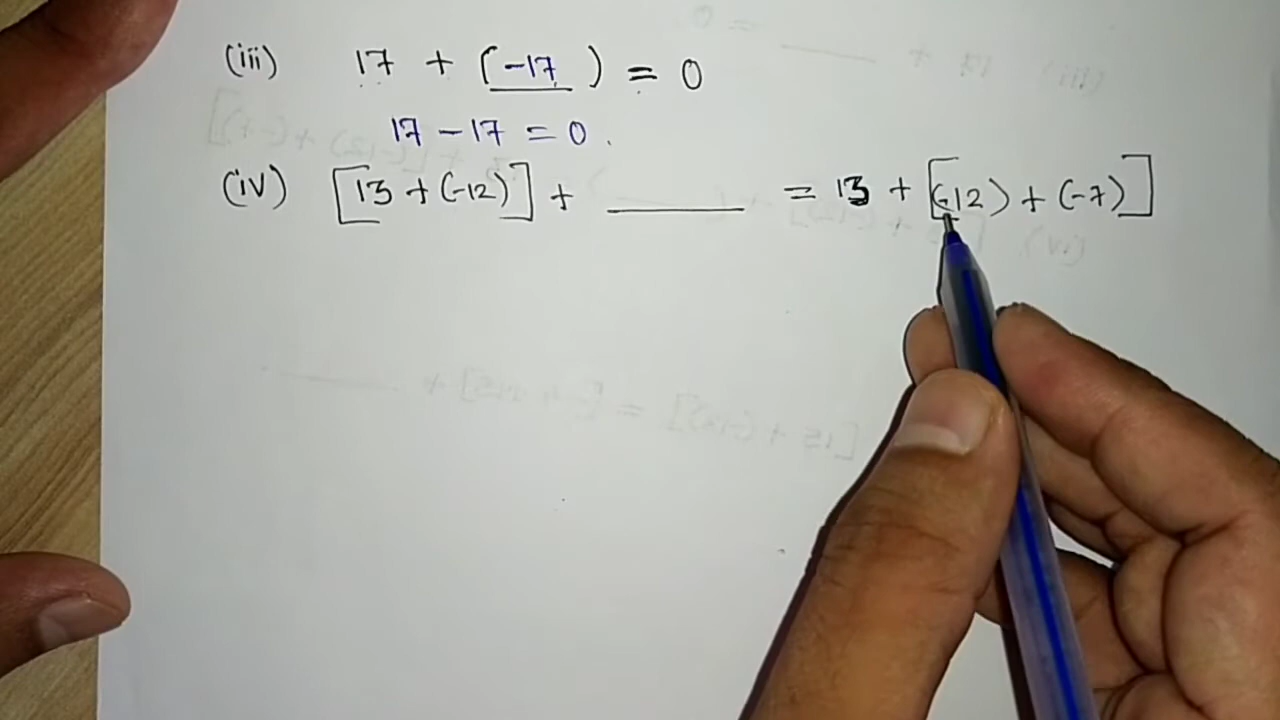 (iii) 17 + (-17) = 0
17 - 17 = 0.
(iv) [13 + (-12)] + ______ = 13 + [(-12) + (-7)]